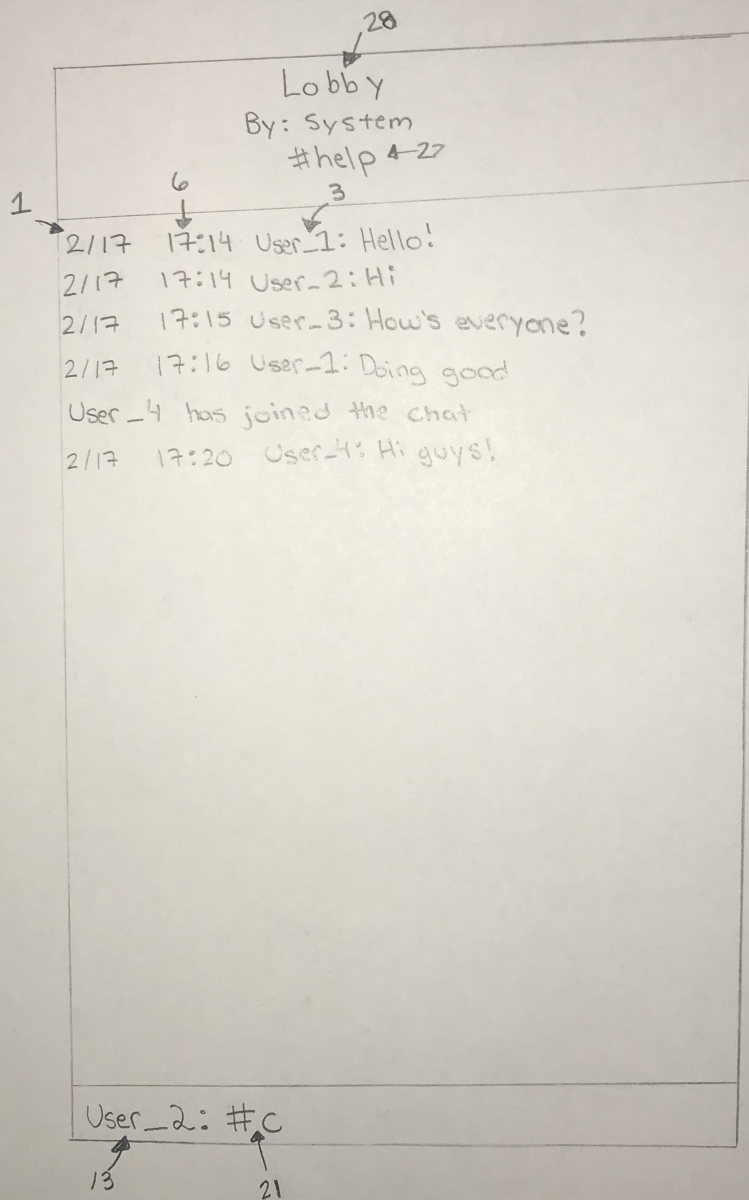 28
Lobby
By: System
#help 27
6
1
3
2/17 17:14 User_1: Hello!
2/17 17:14 User_2: Hi
2/17 17:15 User_3: How's everyone?
2/17 17:16 User_1: Doing good
User_4 has joined the chat
2/17 17:20 User_4: Hi guys!
User_2: #c
13
21